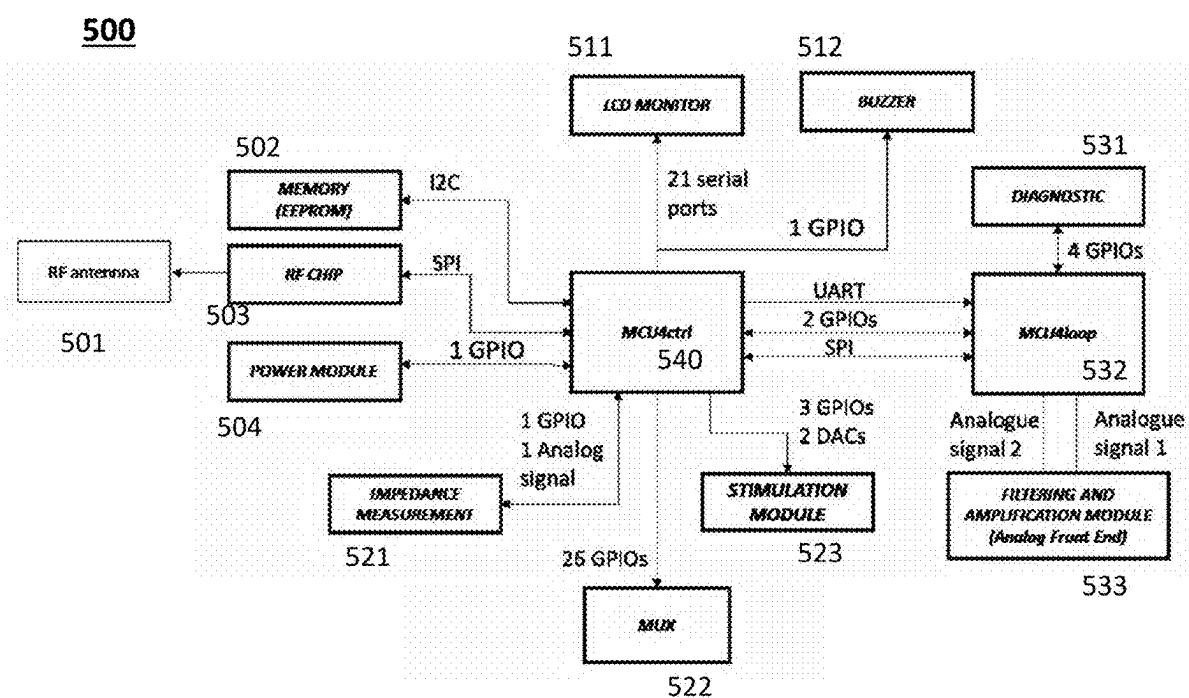 500
511
512
LCD MONITOR
BUZZER
502
531
MEMORY
(EEPROM)
I2C
21 serial
ports
DIAGNOSTIC
1 GPIO
4 GPIOs
RF antennna
RF CHIP
SPI
503
501
MCU4ctrl
540
UART
2 GPIOs
SPI
MCU4loop
532
POWER MODULE
1 GPIO
504
1 GPIO
1 Analog
signal
3 GPIOs
2 DACs
Analogue
signal 2
Analogue
signal 1
IMPEDANCE
MEASUREMENT
521
STIMULATION
MODULE
523
FILTERING AND
AMPLIFICATION MODULE
(Analog Front End)
533
26 GPIOs
MUX
522